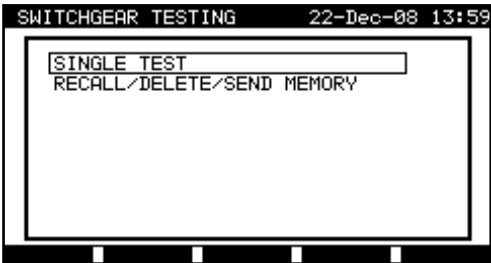 SWITCHGEAR TESTING 22-Dec-08 13:59
SINGLE TEST
RECALL/DELETE/SEND MEMORY